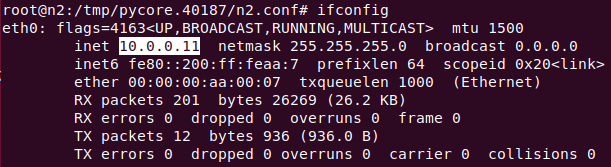 root@n2:/tmp/pycore.40187/n2.conf# ifconfig
eth0: flags=4163<UP,BROADCAST,RUNNING,MULTICAST>  mtu 1500
        inet 10.0.0.11  netmask 255.255.255.0  broadcast 0.0.0.0
        inet6 fe80::200:ff:feaa:7  prefixlen 64  scopeid 0x20<link>
        ether 00:00:00:aa:00:07  txqueuelen 1000  (Ethernet)
        RX packets 201  bytes 26269 (26.2 KB)
        RX errors 0  dropped 0  overruns 0  frame 0
        TX packets 12  bytes 936 (936.0 B)
        TX errors 0  dropped 0 overruns 0  carrier 0  collisions 0